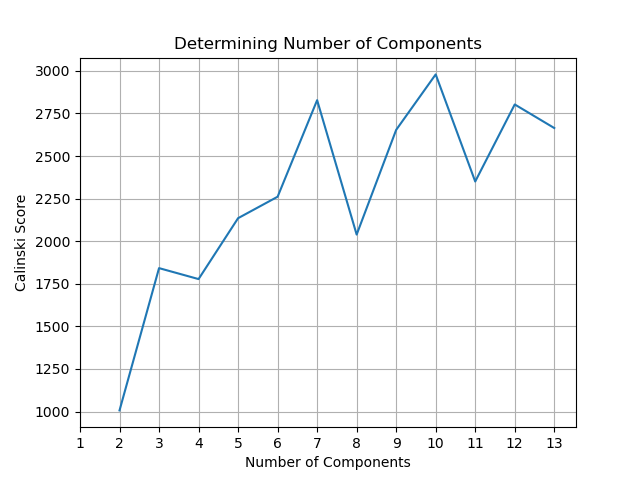 Determining Number of Components
3000
2750
2500
2250
2000
1750
1500
1250
1000
Calinski Score
1 2 3 4 5 6 7 8 9 10 11 12 13
Number of Components